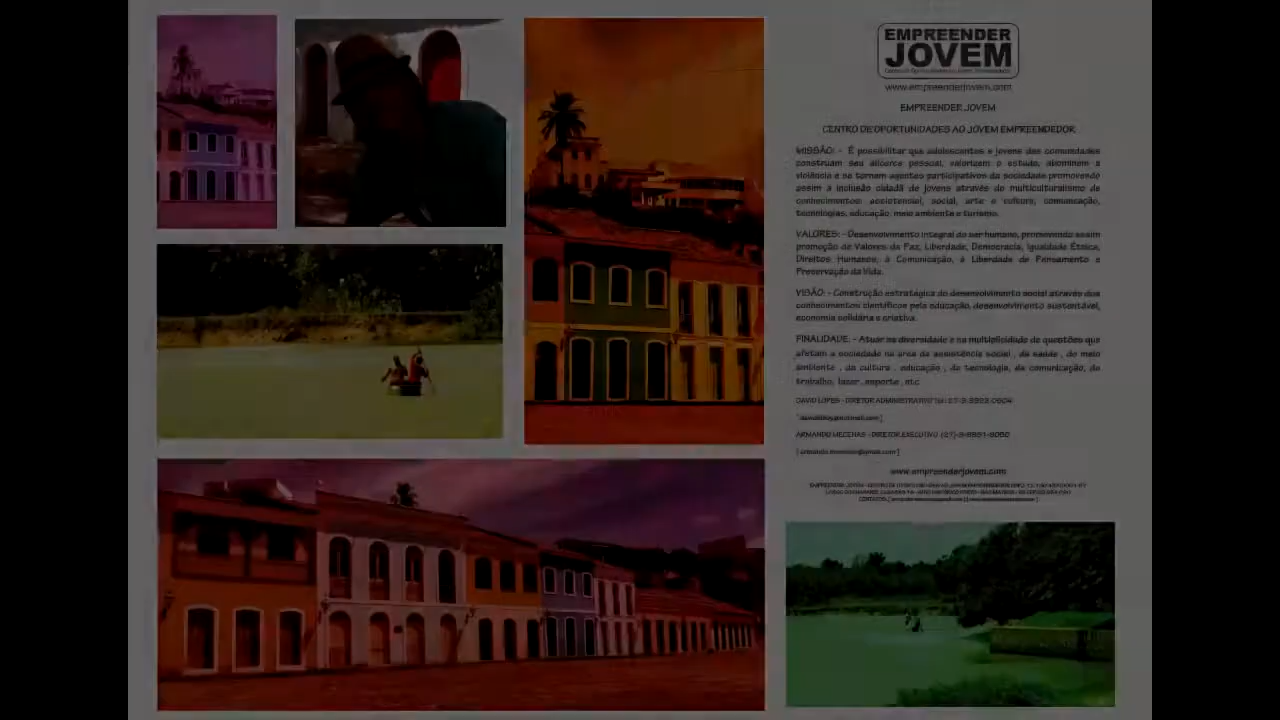 EMPREENDER
JOVEM
www.empreenderjovem.com
EMPREENDER JOVEM
CENTRO DE OPORTUNIDADES AO JOVEM EMPREENDEDOR
MISSÃO: - É possibilitar que adolescentes e jovens das comunidades
construam seu alicerce pessoal, valorizem o estudo, abominem a
violência e se tornem agentes participativos da sociedade promovendo
assim a inclusão cidadã de jovens através do multiculturalismo de
conhecimentos: assistencial, social, arte e cultura, comunicação,
tecnologias, educação, meio ambiente e turismo.
VALORES: - Desenvolvimento integral do ser humano, promovendo assim
promoção de Valores da Paz, Liberdade, Democracia, Igualdade Étnica,
Direitos Humanos, à Comunicação, à Liberdade de Pensamento e
Preservação da Vida.
VISÃO: - Construção estratégica do desenvolvimento social através dos
conhecimentos científicos pela educação, desenvolvimento sustentável,
economia solidária e criativa.
FINALIDADE: - Atuar na diversidade e na multiplicidade de questões que
afetam a sociedade na area da assistência social , da saúde , do meio
ambiente , da cultura , educação , da tecnologia, da comunicação, do
trabalho, lazer , esporte , etc
DAVID LOPES - DIRETOR ADMINISTRATIVO
ARMANDO MECENAS - DIRETOR EXECUTIVO
www.empreenderjovem.com